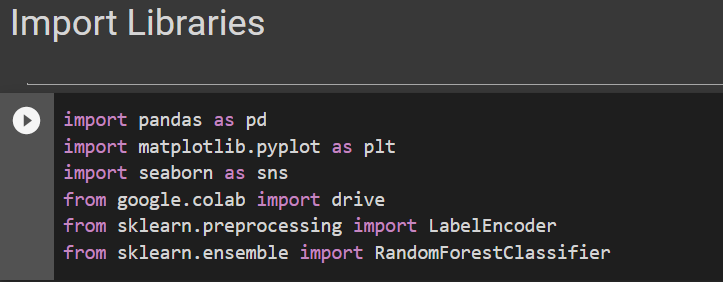 Import Libraries
import pandas as pd
import matplotlib.pyplot as plt
import seaborn as sns
from google.colab import drive
from sklearn.preprocessing import LabelEncoder
from sklearn.ensemble import RandomForestClassifier